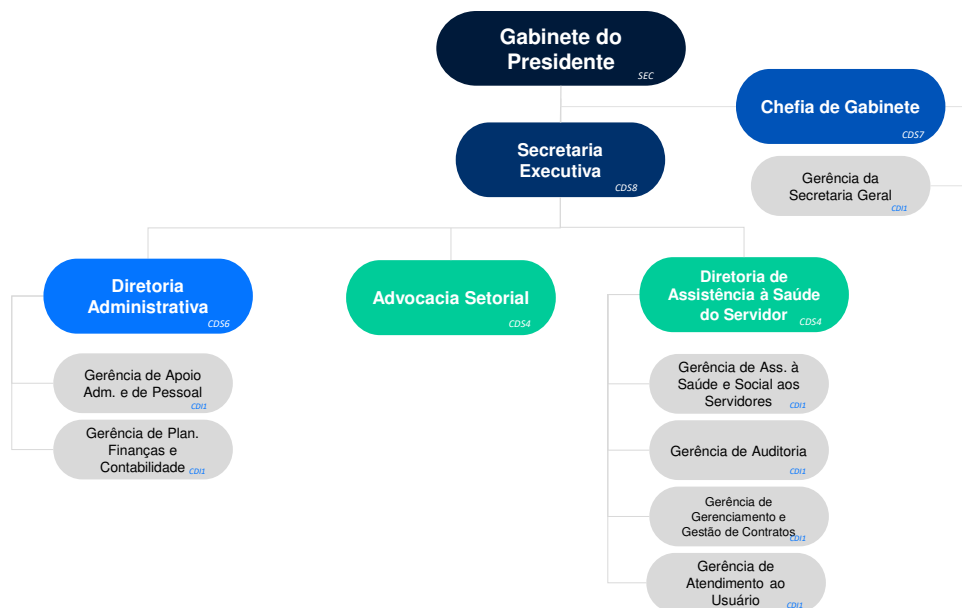 Gabinete do
Presidente
SEC
Chefia de Gabinete
CDS7
Secretaria
Executiva
CDS8
Gerência da
Secretaria Geral
CDI1
Diretoria
Administrativa
CDS6
Advocacia Setorial
CDS4
Diretoria de
Assistência à Saúde
do Servidor
CDS4
Gerência de Apoio
Adm. e de Pessoal
CDI1
Gerência de Plan.
Finanças e
Contabilidade
CDI1
Gerência de Ass. à
Saúde e Social aos
Servidores
CDI1
Gerência de Auditoria
CDI1
Gerência de
Gerenciamento e
Gestão de Contratos
CDI1
Gerência de
Atendimento ao
Usuário
CDI1